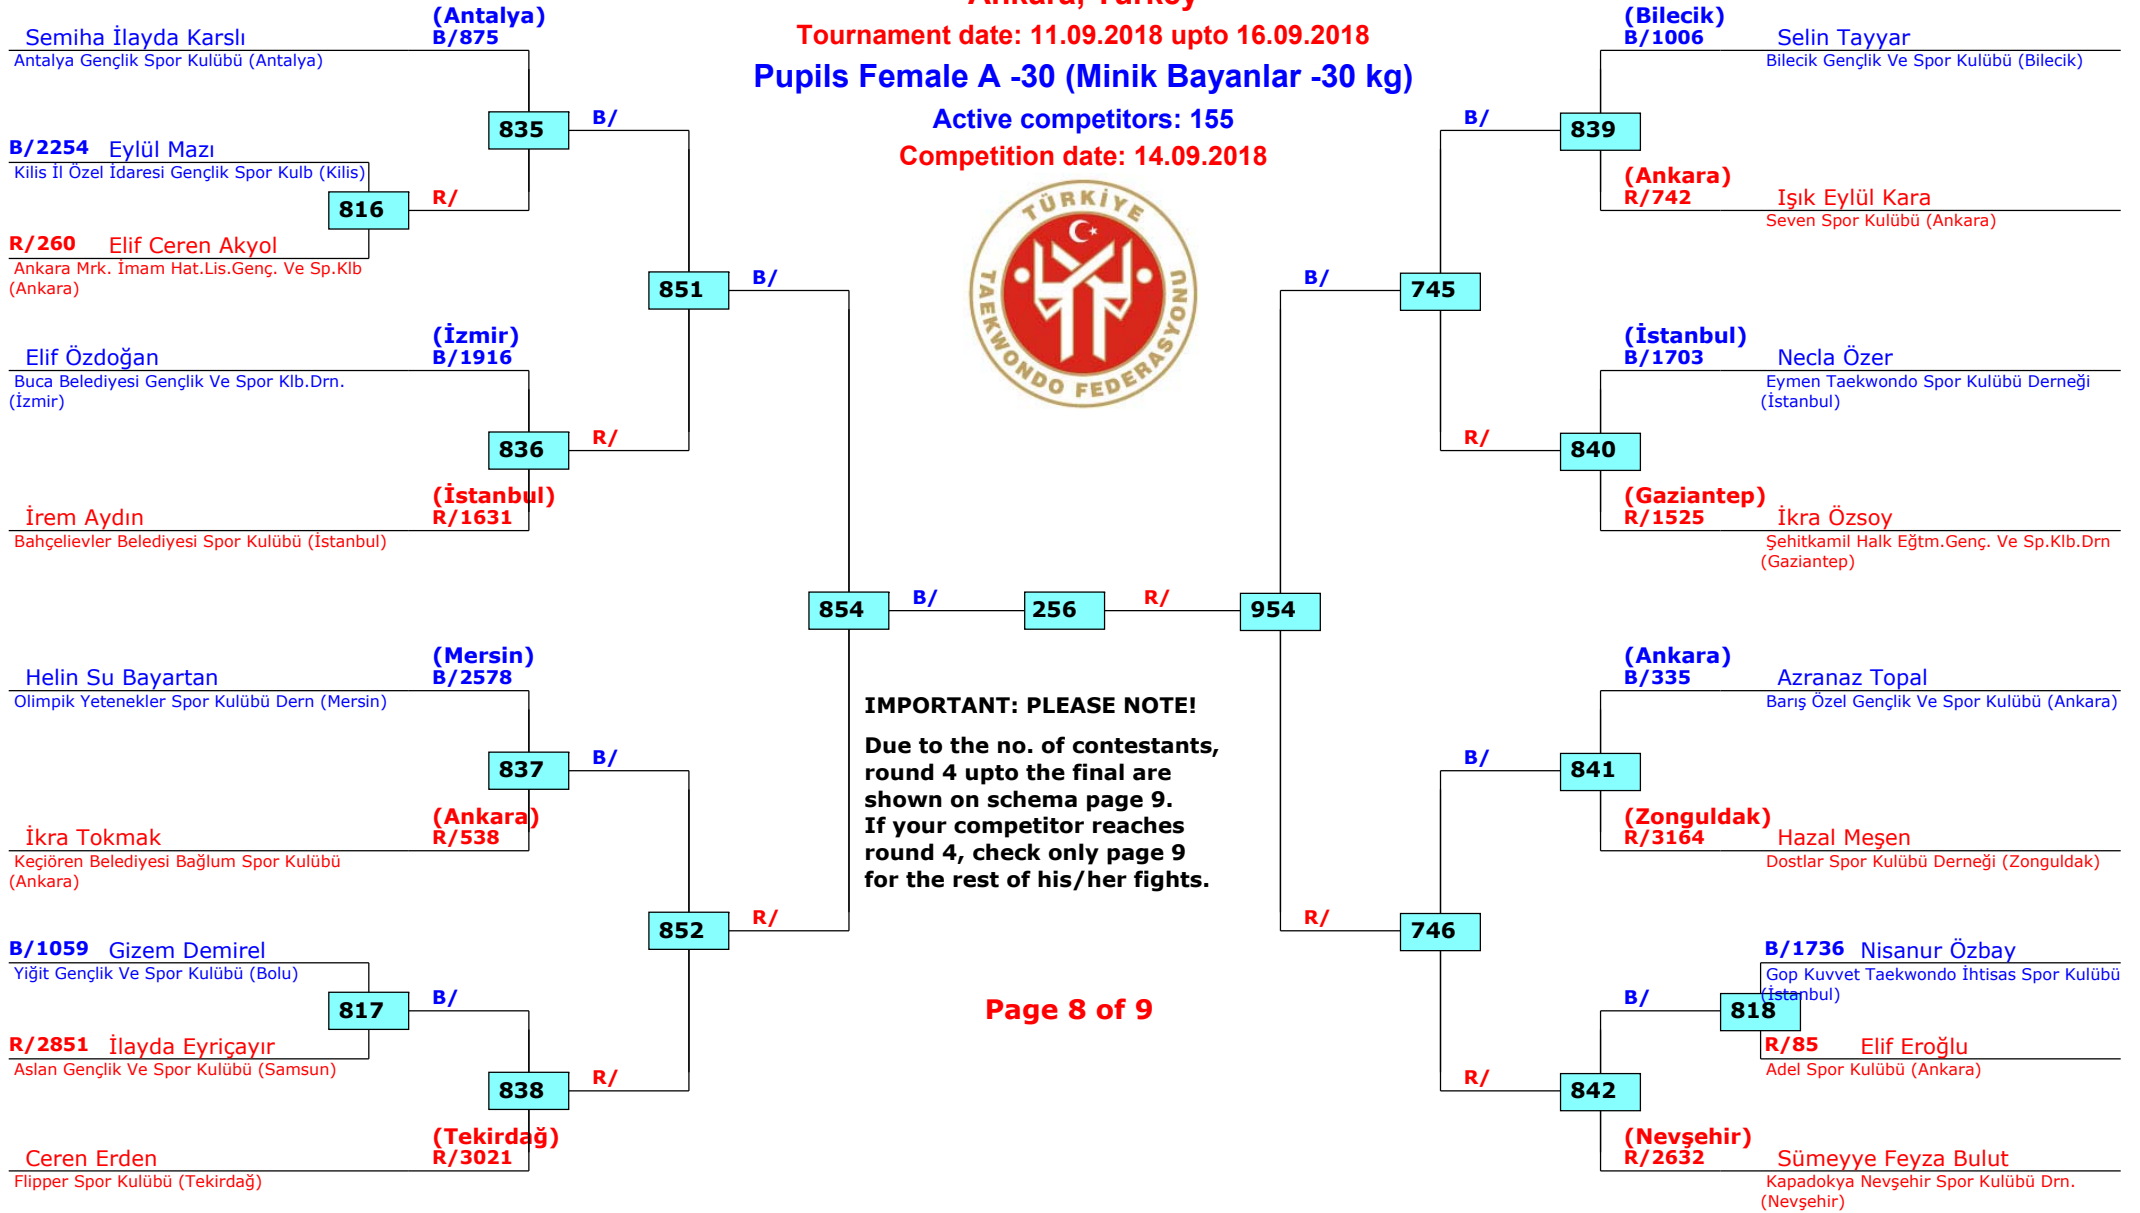 Ankara, Turkey
Tournament date: 11.09.2018 upto 16.09.2018
Pupils Female A -30 (Minik Bayanlar -30 kg)
Active competitors: 155
Competition date: 14.09.2018
TÜRKİYE
TAEKWONDO FEDERASYONU
(Antalya)
Semiha İlayda Karslı B/875
Antalya Gençlik Spor Kulübü (Antalya)
835 B/
B/2254 Eylül Mazı
Kilis İl Özel İdaresi Gençlik Spor Kulb (Kilis)
816 R/
R/260 Elif Ceren Akyol
Ankara Mrk. İmam Hat.Lis.Genç. Ve Sp.Klb
(Ankara)
851 B/
(İzmir)
Elif Özdoğan B/1916
Buca Belediyesi Gençlik Ve Spor Klb.Drn.
(İzmir)
836 R/
(İstanbul)
İrem Aydın R/1631
Bahçelievler Belediyesi Spor Kulübü (İstanbul)
854 B/ 256 R/ 954
(Mersin)
Helin Su Bayartan B/2578
Olimpik Yetenekler Spor Kulübü Dern (Mersin)
837 B/
(Ankara)
İkra Tokmak R/538
Keçiören Belediyesi Bağlum Spor Kulübü
(Ankara)
852 R/
B/1059 Gizem Demirel
Yiğit Gençlik Ve Spor Kulübü (Bolu)
817 B/
R/2851 İlayda Eyriçayır
Aslan Gençlik Ve Spor Kulübü (Samsun)
838 R/
(Tekirdağ)
Ceren Erden R/3021
Flipper Spor Kulübü (Tekirdağ)
IMPORTANT: PLEASE NOTE!
Due to the no. of contestants,
round 4 upto the final are
shown on schema page 9.
If your competitor reaches
round 4, check only page 9
for the rest of his/her fights.
Page 8 of 9
(Bilecik)
B/1006 Selin Tayyar
Bilecik Gençlik Ve Spor Kulübü (Bilecik)
B/ 839
(Ankara)
R/742 Işık Eylül Kara
Seven Spor Kulübü (Ankara)
B/ 745
(İstanbul)
B/1703 Necla Özer
Eymen Taekwondo Spor Kulübü Derneği
(İstanbul)
R/ 840
(Gaziantep)
R/1525 İkra Özsoy
Şehitkamil Halk Eğtm.Genç. Ve Sp.Klb.Drn
(Gaziantep)
(Ankara)
B/335 Azranaz Topal
Barış Özel Gençlik Ve Spor Kulübü (Ankara)
B/ 841
(Zonguldak)
R/3164 Hazal Meşen
Dostlar Spor Kulübü Derneği (Zonguldak)
R/ 746
B/1736 Nisanur Özbay
Gop Kuvvet Taekwondo İhtisas Spor Kulübü
(İstanbul)
B/ 818
R/85 Elif Eroğlu
Adel Spor Kulübü (Ankara)
R/ 842
(Nevşehir)
R/2632 Sümeyye Feyza Bulut
Kapadokya Nevşehir Spor Kulübü Drn.
(Nevşehir)